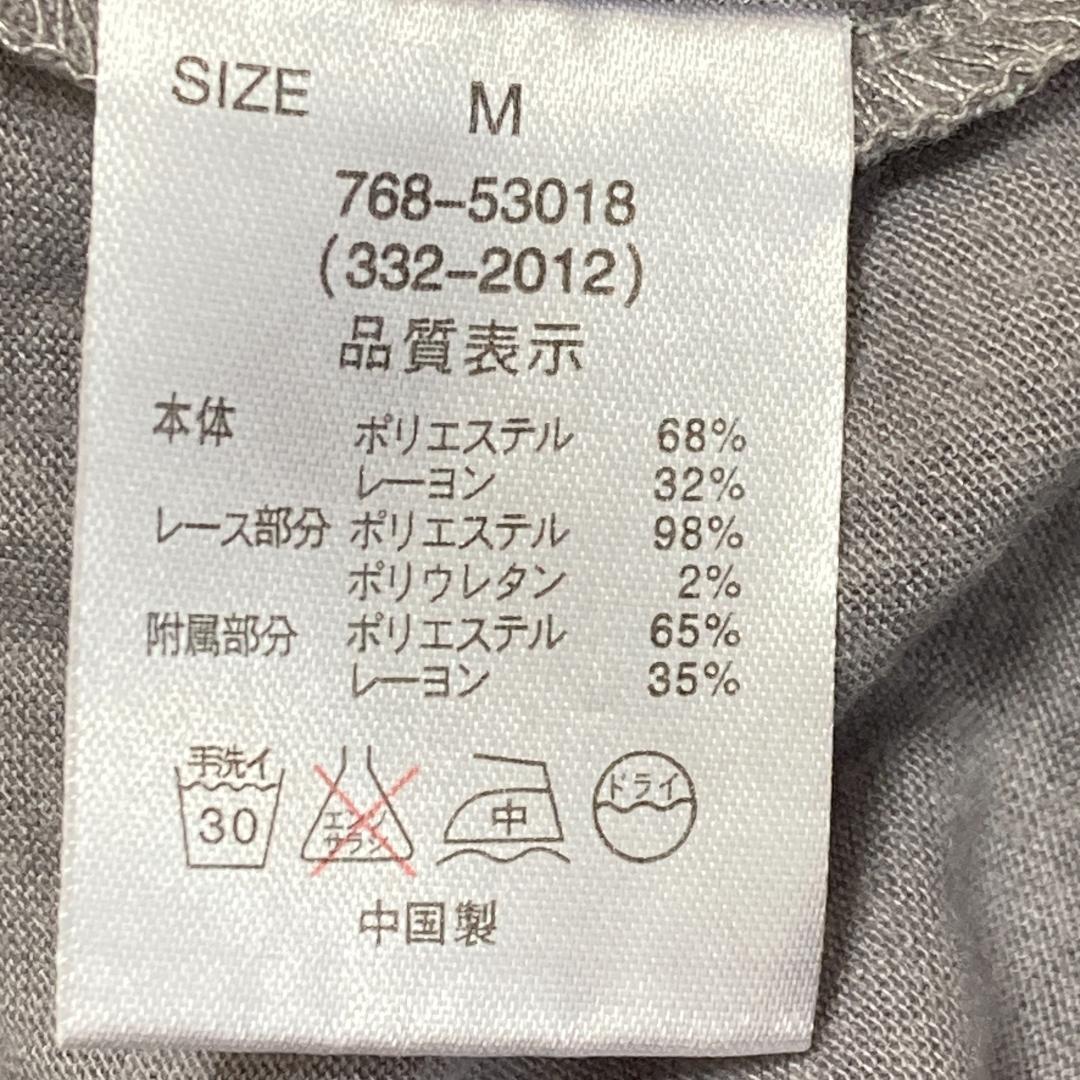 SIZE M
768-53018
(332-2012)
品質表示
本体 ポリエステル 68%
レーヨン 32%
レース部分 ポリエステル 98%
ポリウレタン 2%
附属部分 ポリエステル 65%
レーヨン 35%
手洗イ
30
エンソ
サラシ
中
ドライ
中国製